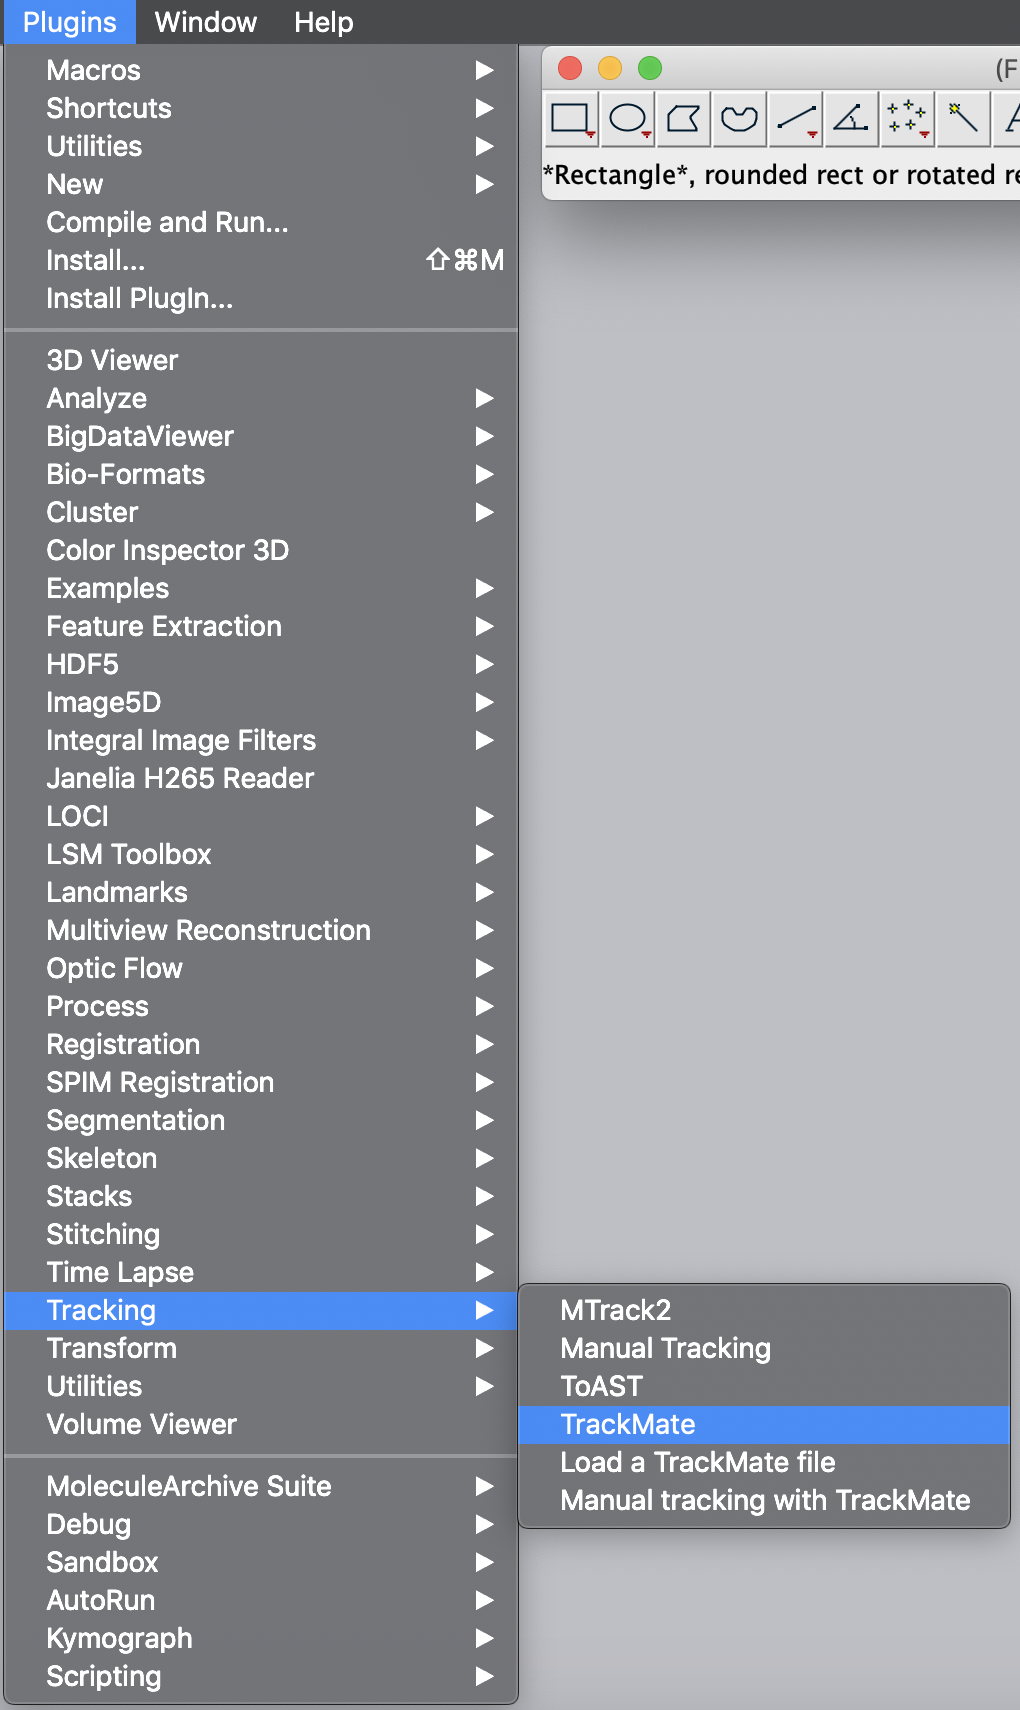 Plugins Window Help
(F
*Rectangle*, rounded rect or rotated re
Macros
Shortcuts
Utilities
New
Compile and Run...
Install... ⇧⌘M
Install PlugIn...
3D Viewer
Analyze
BigDataViewer
Bio-Formats
Cluster
Color Inspector 3D
Examples
Feature Extraction
HDF5
Image5D
Integral Image Filters
Janelia H265 Reader
LOCI
LSM Toolbox
Landmarks
Multiview Reconstruction
Optic Flow
Process
Registration
SPIM Registration
Segmentation
Skeleton
Stacks
Stitching
Time Lapse
Tracking
Transform
Utilities
Volume Viewer
MoleculeArchive Suite
Debug
Sandbox
AutoRun
Kymograph
Scripting
MTrack2
Manual Tracking
ToAST
TrackMate
Load a TrackMate file
Manual tracking with TrackMate